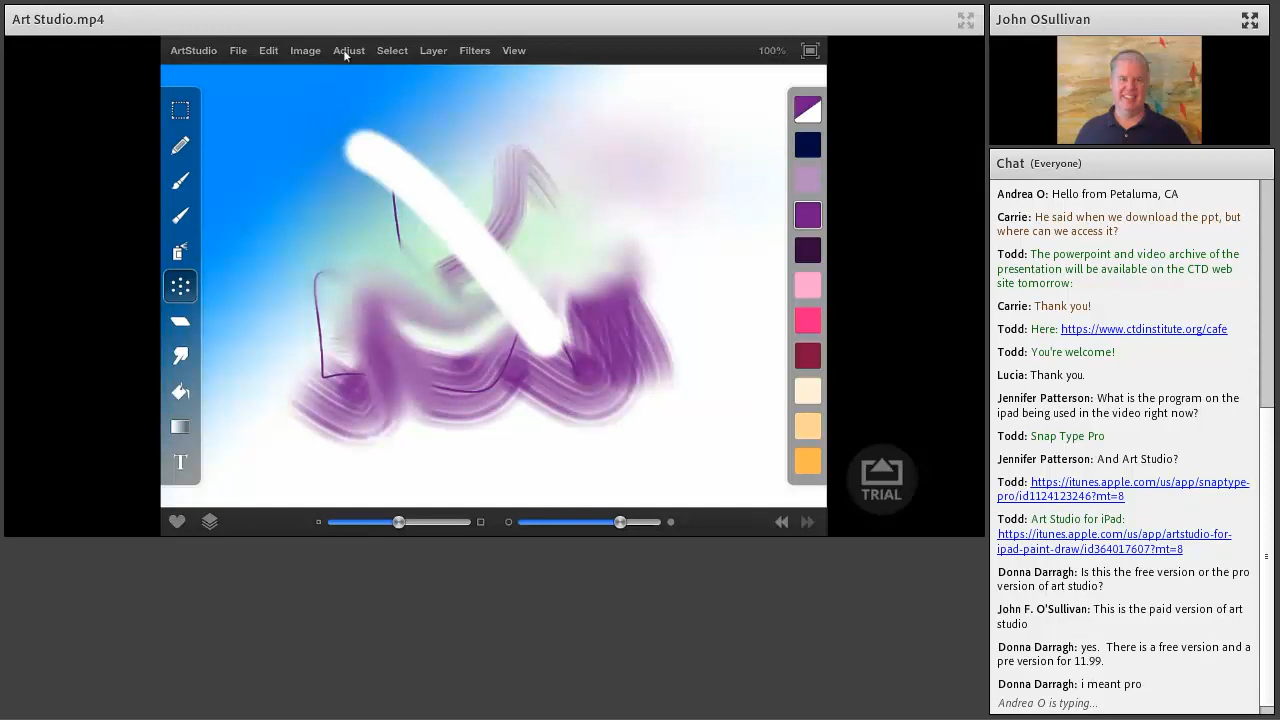 Art Studio.mp4
ArtStudio File Edit Image Adjust Select Layer Filters View 100%
T
TRIAL
John OSullivan
Chat (Everyone)
Andrea O: Hello from Petaluma, CA
Carrie: He said when we download the ppt, but
where can we access it?
Todd: The powerpoint and video archive of the
presentation will be available on the CTD web
site tomorrow:
Carrie: Thank you!
Todd: Here: https://www.ctdinstitute.org/cafe
Todd: You're welcome!
Lucia: Thank you.
Jennifer Patterson: What is the program on the
ipad being used in the video right now?
Todd: Snap Type Pro
Jennifer Patterson: And Art Studio?
Todd: https://itunes.apple.com/us/app/snaptype-
pro/id1124123246?mt=8
Todd: Art Studio for iPad:
https://itunes.apple.com/us/app/artstudio-for-
ipad-paint-draw/id364017607?mt=8
Donna Darragh: Is this the free version or the pro
version of art studio?
John F. O'Sullivan: This is the paid version of art
studio
Donna Darragh: yes. There is a free version and a
pre version for 11.99.
Donna Darragh: i meant pro
Andrea O is typing...